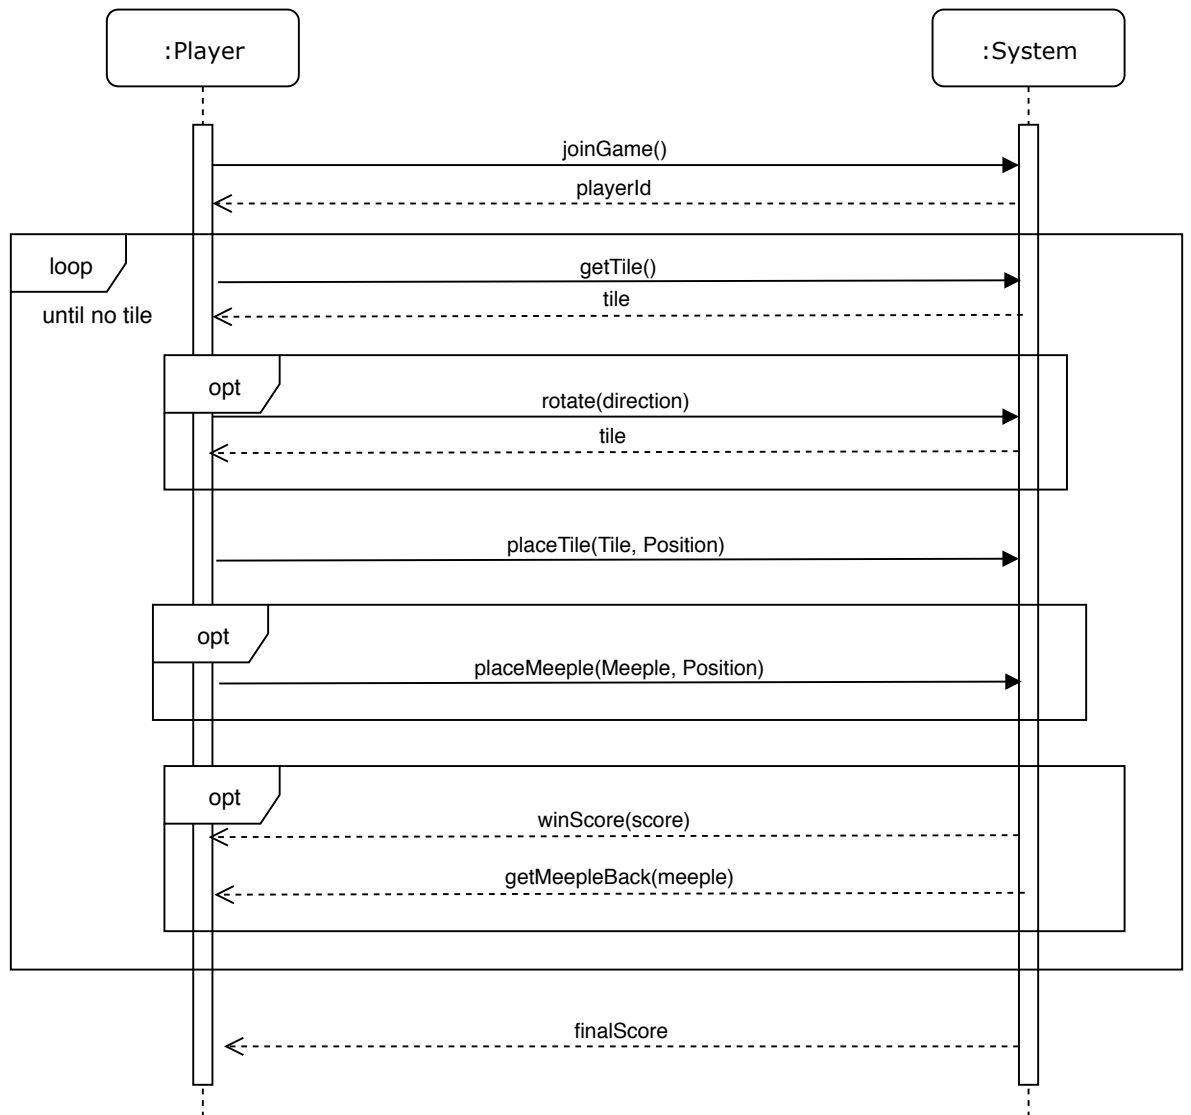 :Player
:System
joinGame()
playerId
loop
getTile()
tile
until no tile
opt
rotate(direction)
tile
placeTile(Tile, Position)
opt
placeMeeple(Meeple, Position)
opt
winScore(score)
getMeepleBack(meeple)
finalScore